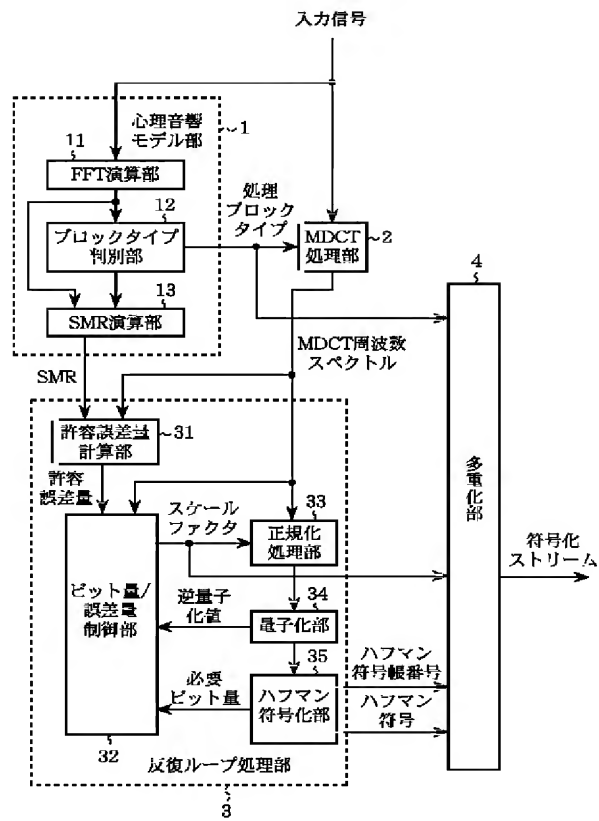 入力信号
心理音響
モデル部
1
11
FFT演算部
12
ブロックタイプ
判別部
処理
ブロック
タイプ
MDCT
処理部
2
13
SMR演算部
4
SMR
MDCT周波数
スペクトル
許容誤差量
計算部
31
許容
誤差量
スケール
ファクタ
33
正規化
処理部
多重化部
符号化
ストリーム
ビット量/
誤差量
制御部
逆量子
化値
34
量子化部
35
必要
ビット量
ハフマン
符号化部
ハフマン
符号帳番号
ハフマン
符号
32
反復ループ処理部
3